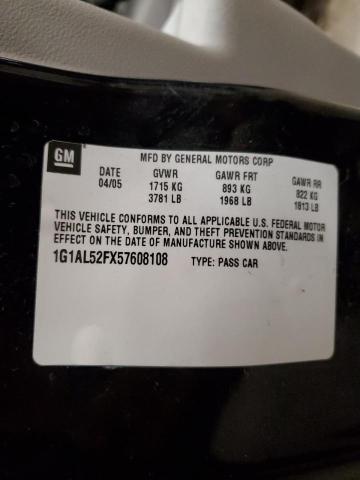 GM MFD BY GENERAL MOTORS CORP
DATE GVWR GAWR FRT GAWR RR
04/05 1715 KG 893 KG 822 KG
3781 LB 1968 LB 1813 LB
THIS VEHICLE CONFORMS TO ALL APPLICABLE U.S. FEDERAL MOTOR
VEHICLE SAFETY, BUMPER, AND THEFT PREVENTION STANDARDS IN
EFFECT ON THE DATE OF MANUFACTURE SHOWN ABOVE.
1G1AL52FX57608108 TYPE: PASS CAR